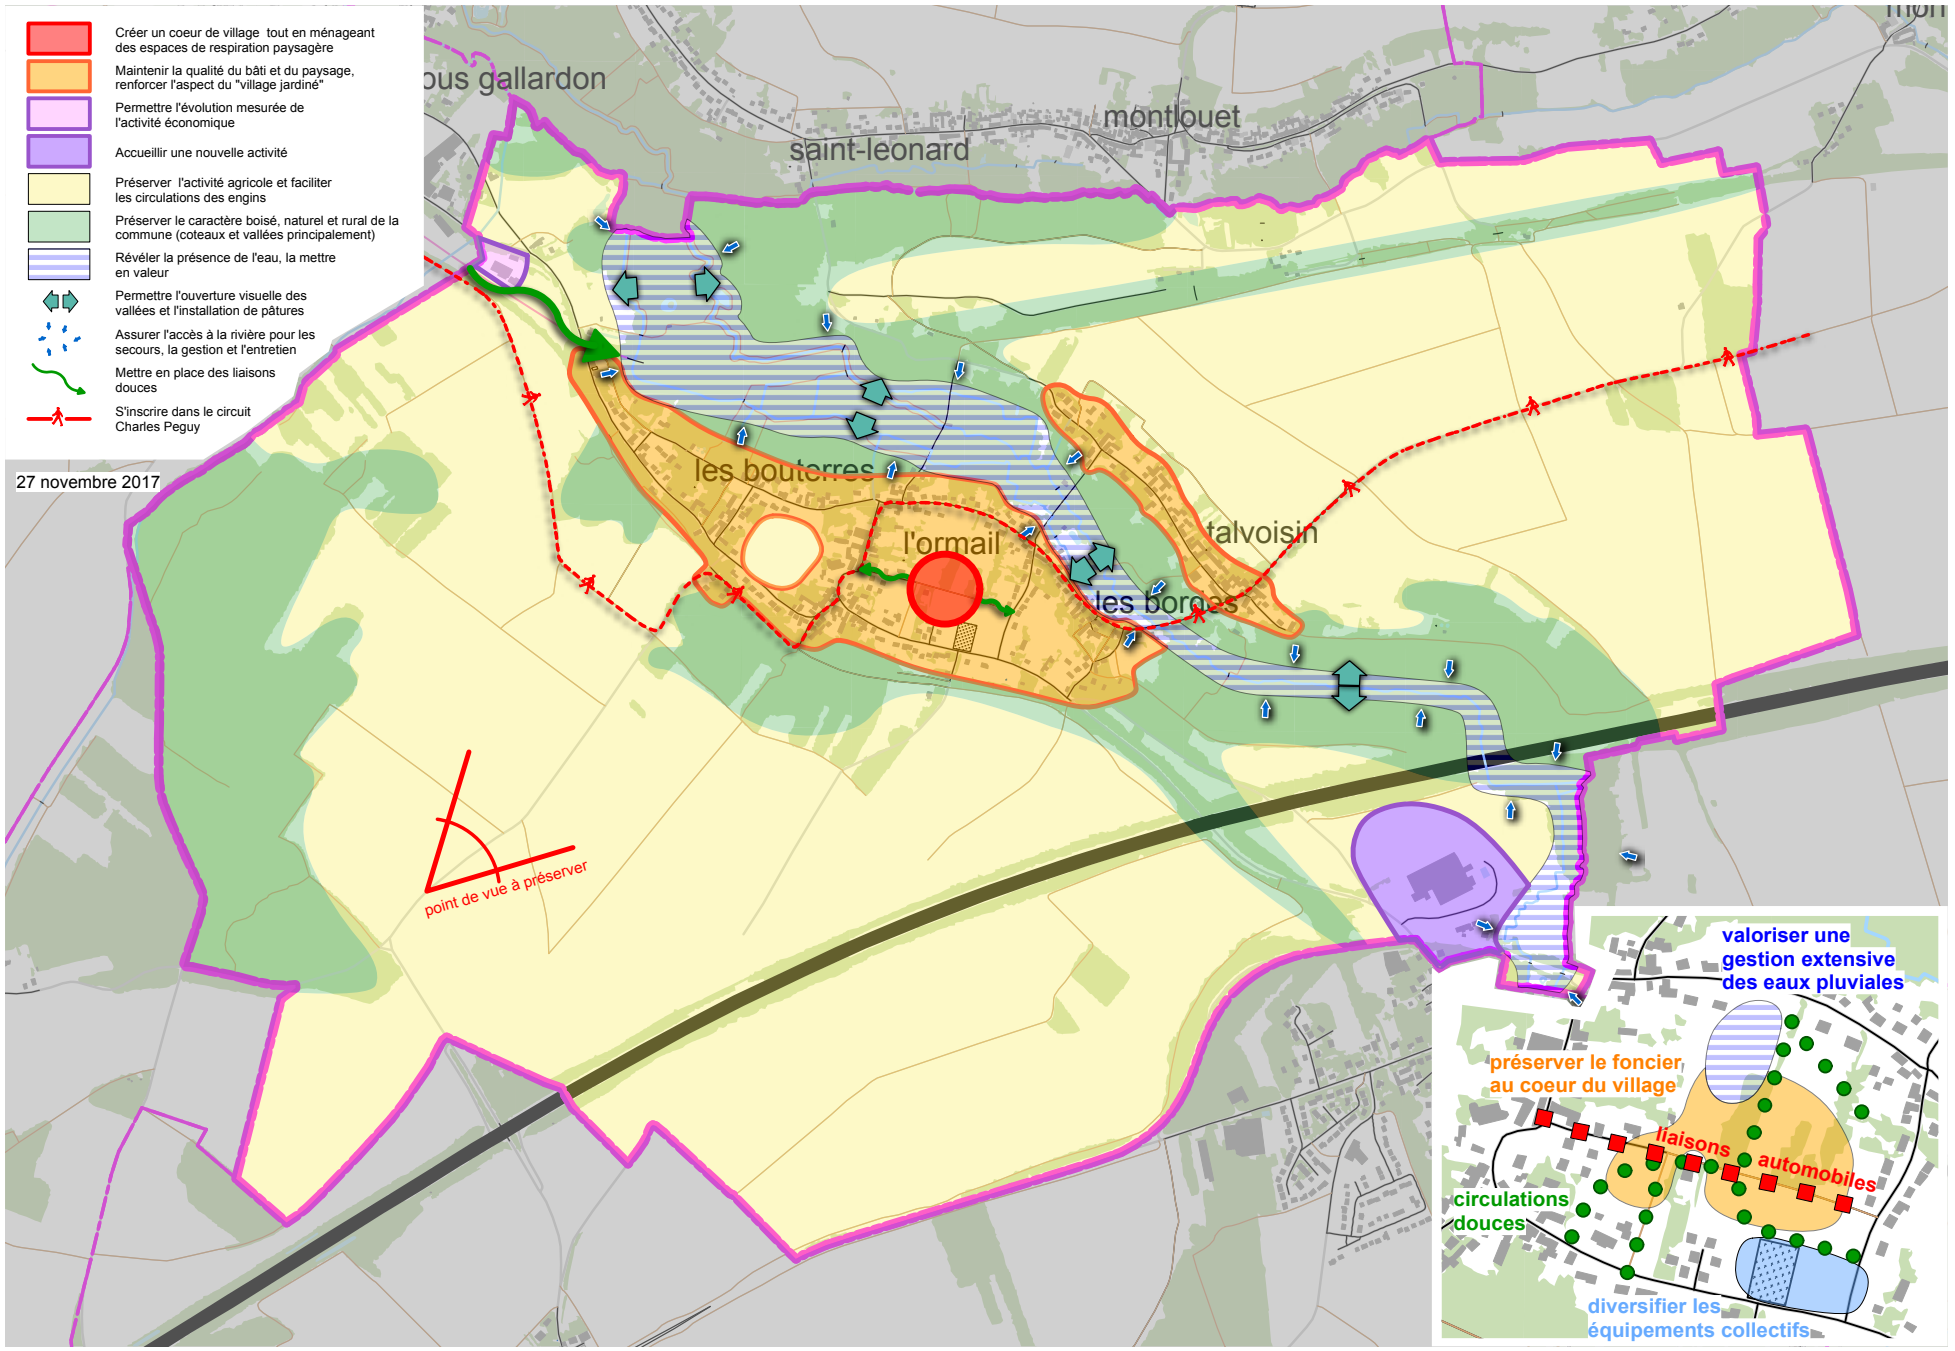 Créer un coeur de village tout en ménageant
des espaces de respiration paysagère
Maintenir la qualité du bâti et du paysage,
renforcer l'aspect du "village jardiné"
Permettre l'évolution mesurée de
l'activité économique
Accueillir une nouvelle activité
Préserver l'activité agricole et faciliter
les circulations des engins
Préserver le caractère boisé, naturel et rural de la
commune (coteaux et vallées principalement)
Révéler la présence de l'eau, la mettre
en valeur
Permettre l'ouverture visuelle des
vallées et l'installation de pâtures
Assurer l'accès à la rivière pour les
secours, la gestion et l'entretien
Mettre en place des liaisons
douces
S'inscrire dans le circuit
Charles Peguy
27 novembre 2017
ous gallardon
montlouet
saint-leonard
mon
les bouterres
l'ormail
talvoisin
les borges
point de vue à préserver
valoriser une
gestion extensive
des eaux pluviales
préserver le foncier
au coeur du village
liaisons automobiles
circulations
douces
diversifier les
équipements collectifs